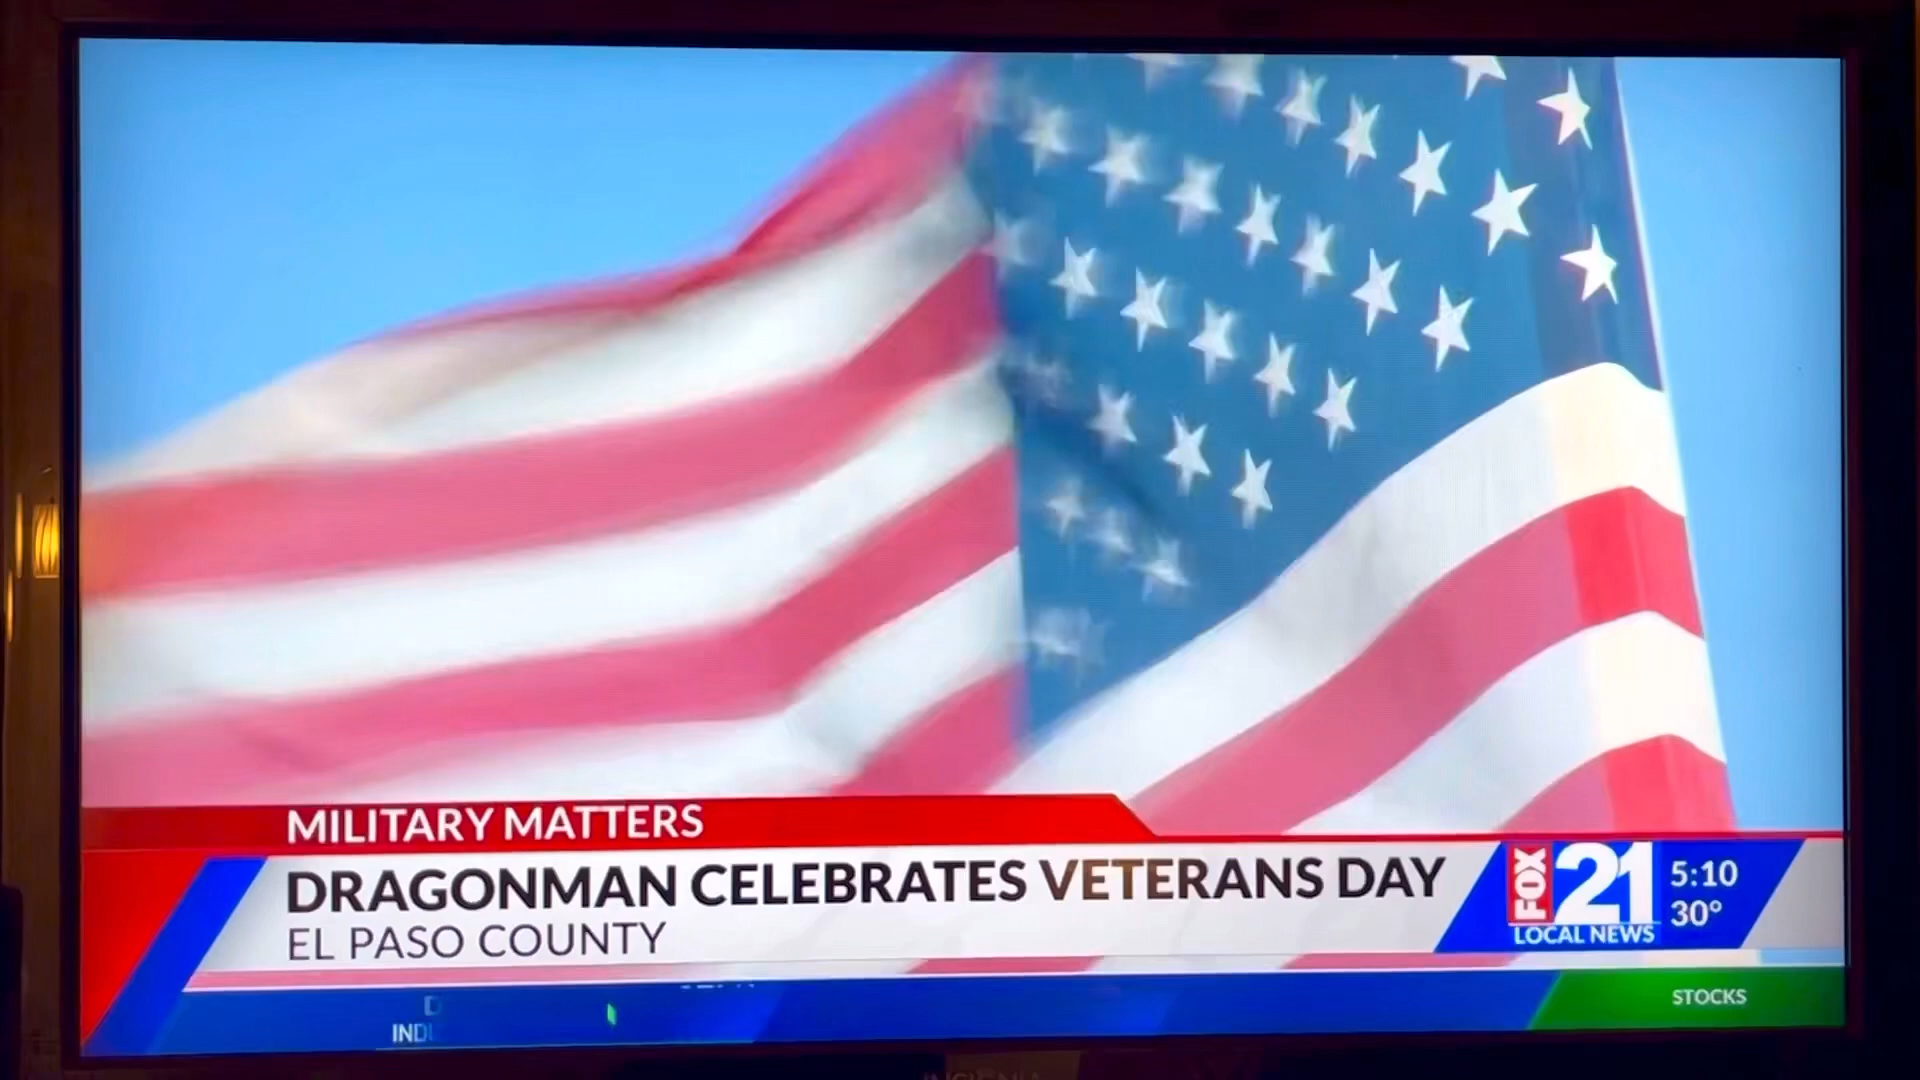 MILITARY MATTERS
DRAGONMAN CELEBRATES VETERANS DAY
EL PASO COUNTY
FOX 21
LOCAL NEWS
5:10
30°
STOCKS